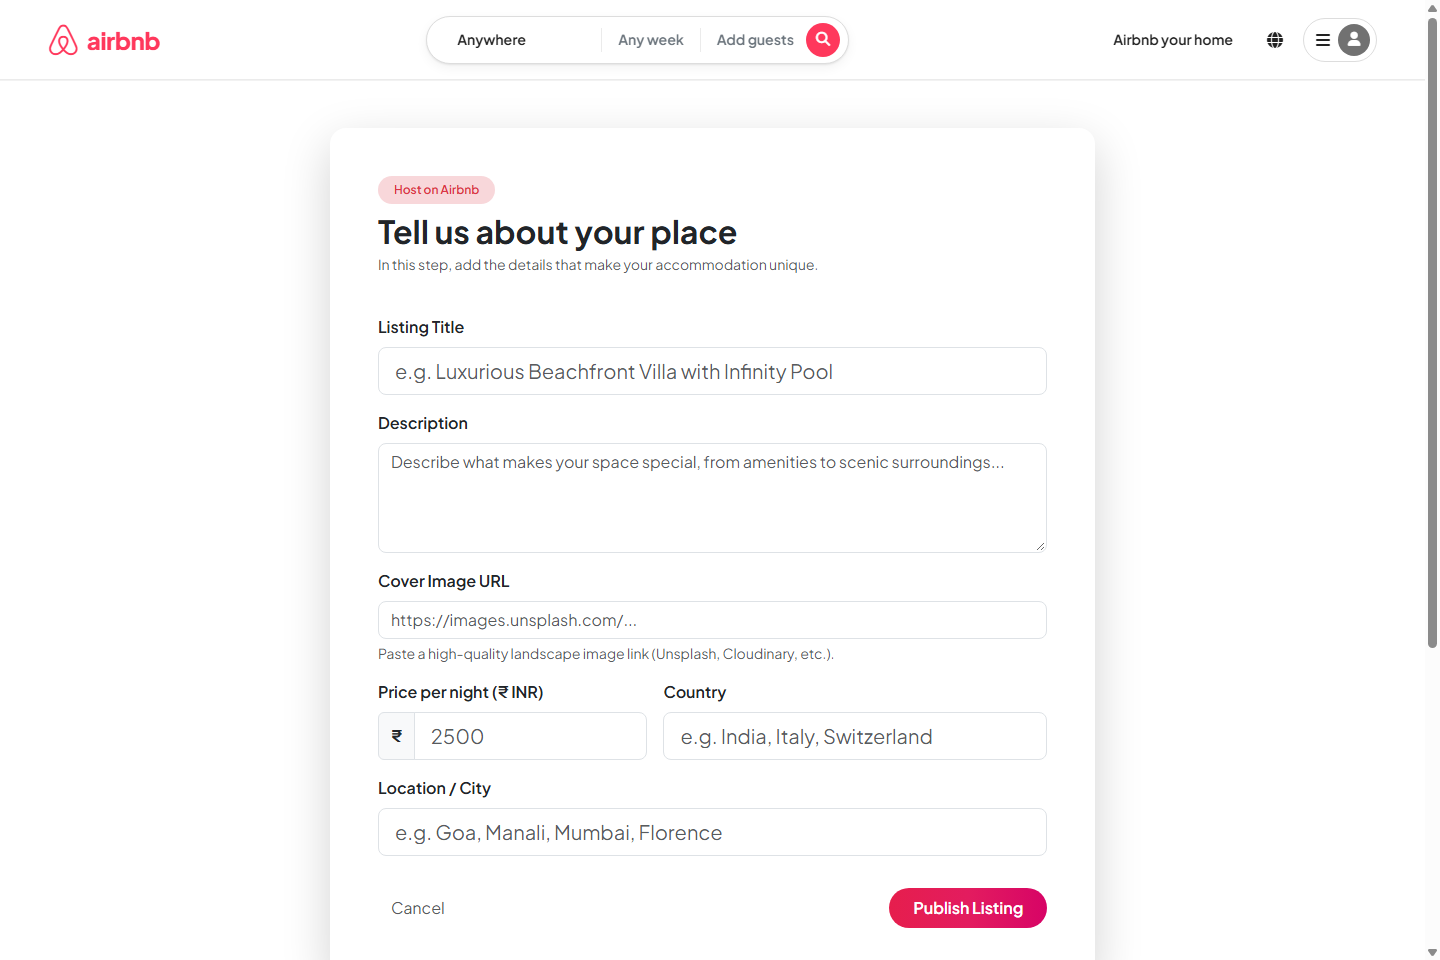 airbnb
Anywhere
Any week
Add guests
Airbnb your home
Host on Airbnb
Tell us about your place
In this step, add the details that make your accommodation unique.
Listing Title
e.g. Luxurious Beachfront Villa with Infinity Pool
Description
Describe what makes your space special, from amenities to scenic surroundings...
Cover Image URL
https://images.unsplash.com/...
Paste a high-quality landscape image link (Unsplash, Cloudinary, etc.).
Price per night (₹ INR)
Country
₹
2500
e.g. India, Italy, Switzerland
Location / City
e.g. Goa, Manali, Mumbai, Florence
Cancel
Publish Listing